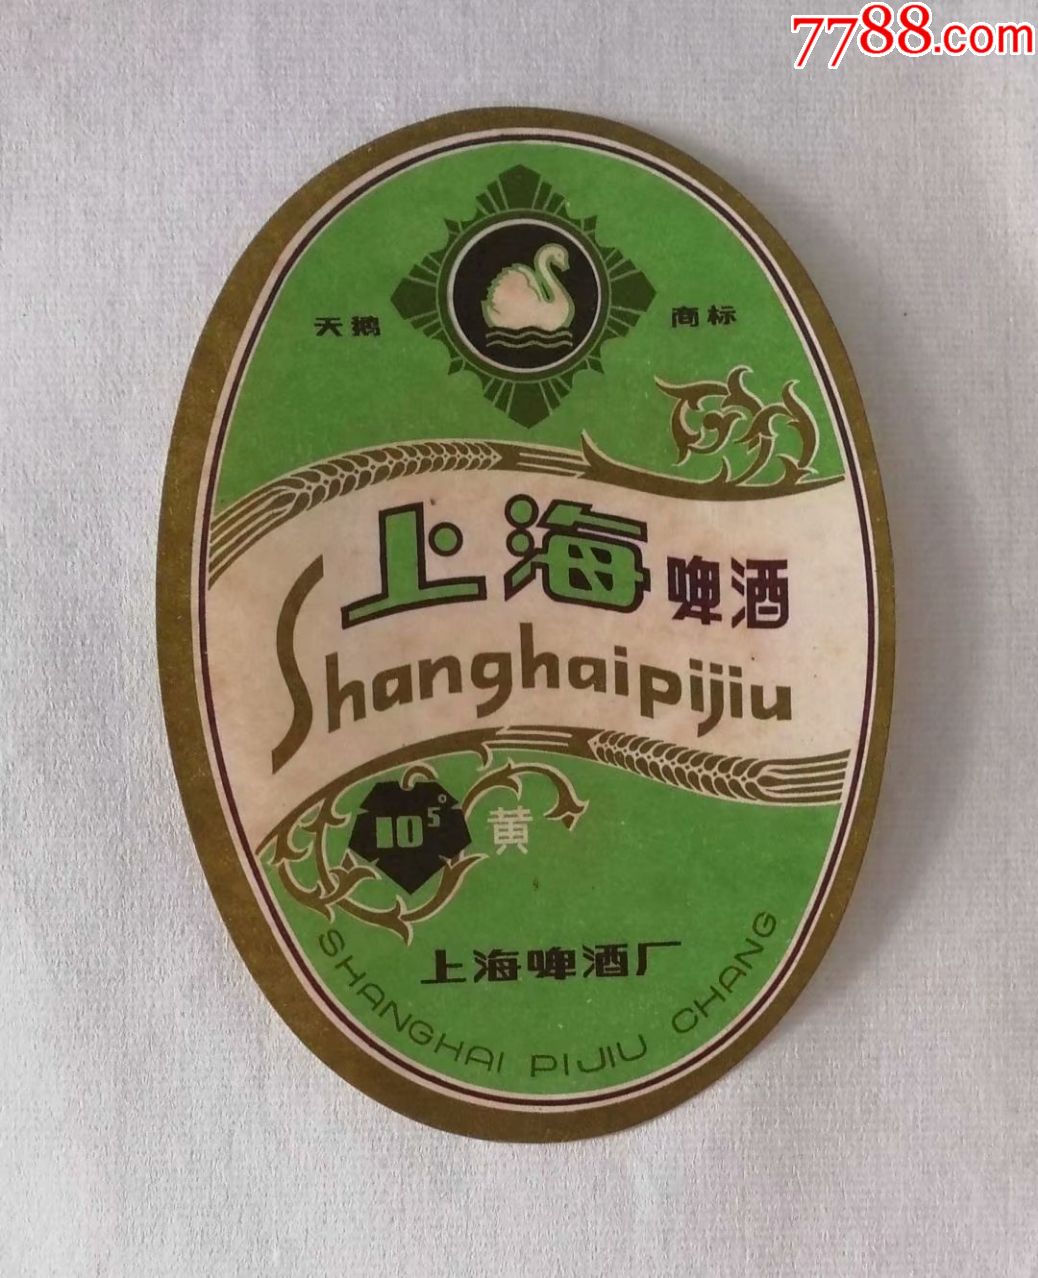 7788.com
天鹅 商标
上海啤酒
Shanghaipijiu
10⁵° 黄
上海啤酒厂
SHANGHAI PIJIU CHANG